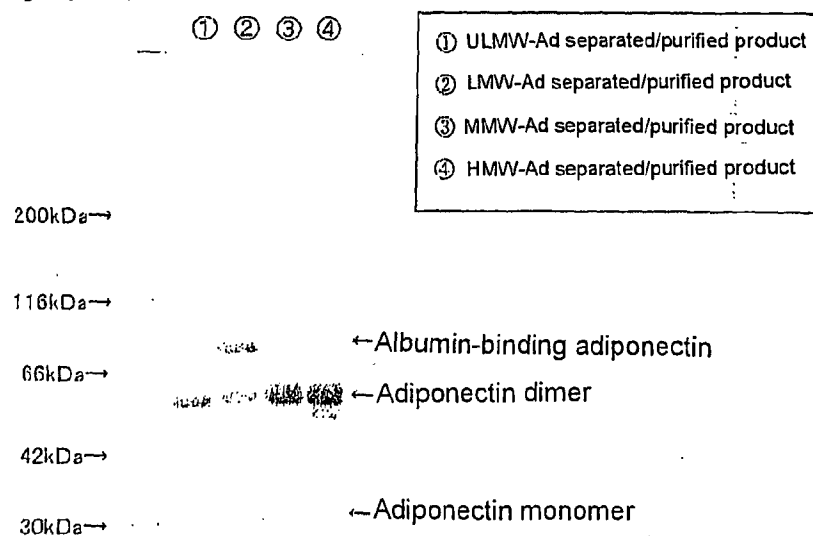 ① ② ③ ④
① ULMW-Ad separated/purified product
② LMW-Ad separated/purified product
③ MMW-Ad separated/purified product
④ HMW-Ad separated/purified product
200kDa→
116kDa→
←Albumin-binding adiponectin
66kDa→
←Adiponectin dimer
42kDa→
←Adiponectin monomer
30kDa→